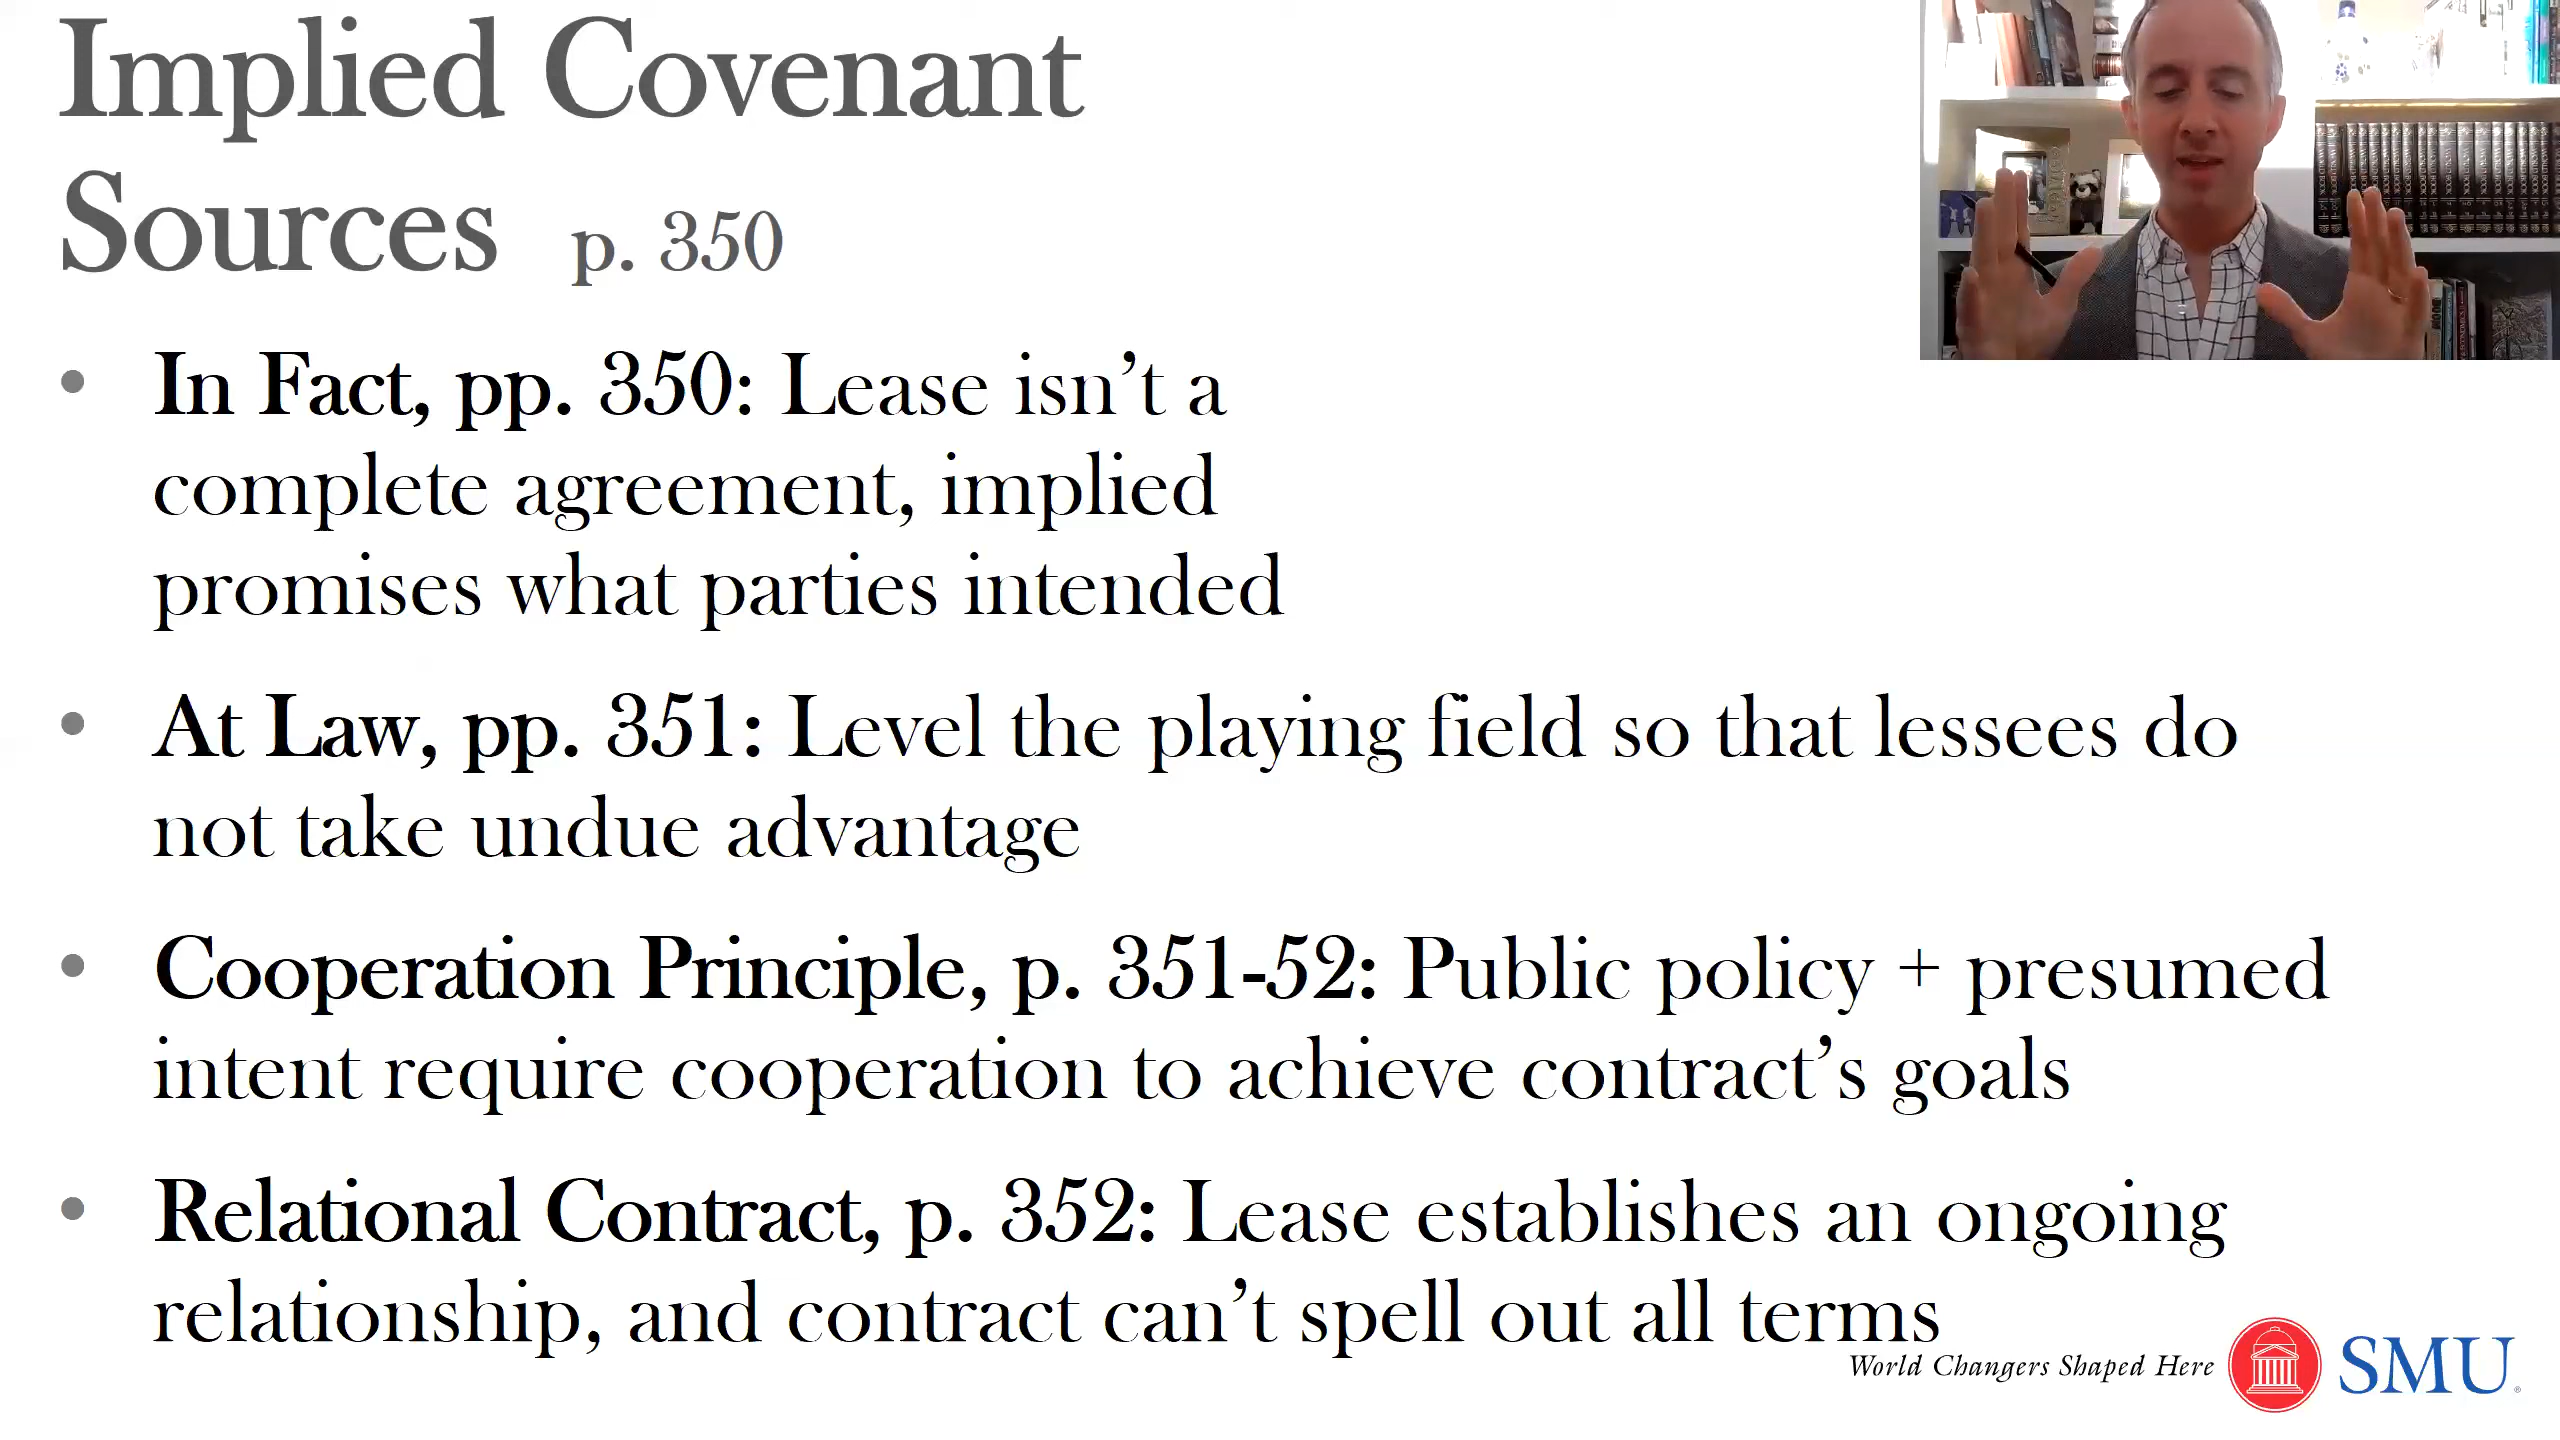 Implied Covenant
Sources p. 350
• In Fact, pp. 350: Lease isn’t a
complete agreement, implied
promises what parties intended
• At Law, pp. 351: Level the playing field so that lessees do
not take undue advantage
• Cooperation Principle, p. 351-52: Public policy + presumed
intent require cooperation to achieve contract’s goals
• Relational Contract, p. 352: Lease establishes an ongoing
relationship, and contract can’t spell out all terms
World Changers Shaped Here
SMU®